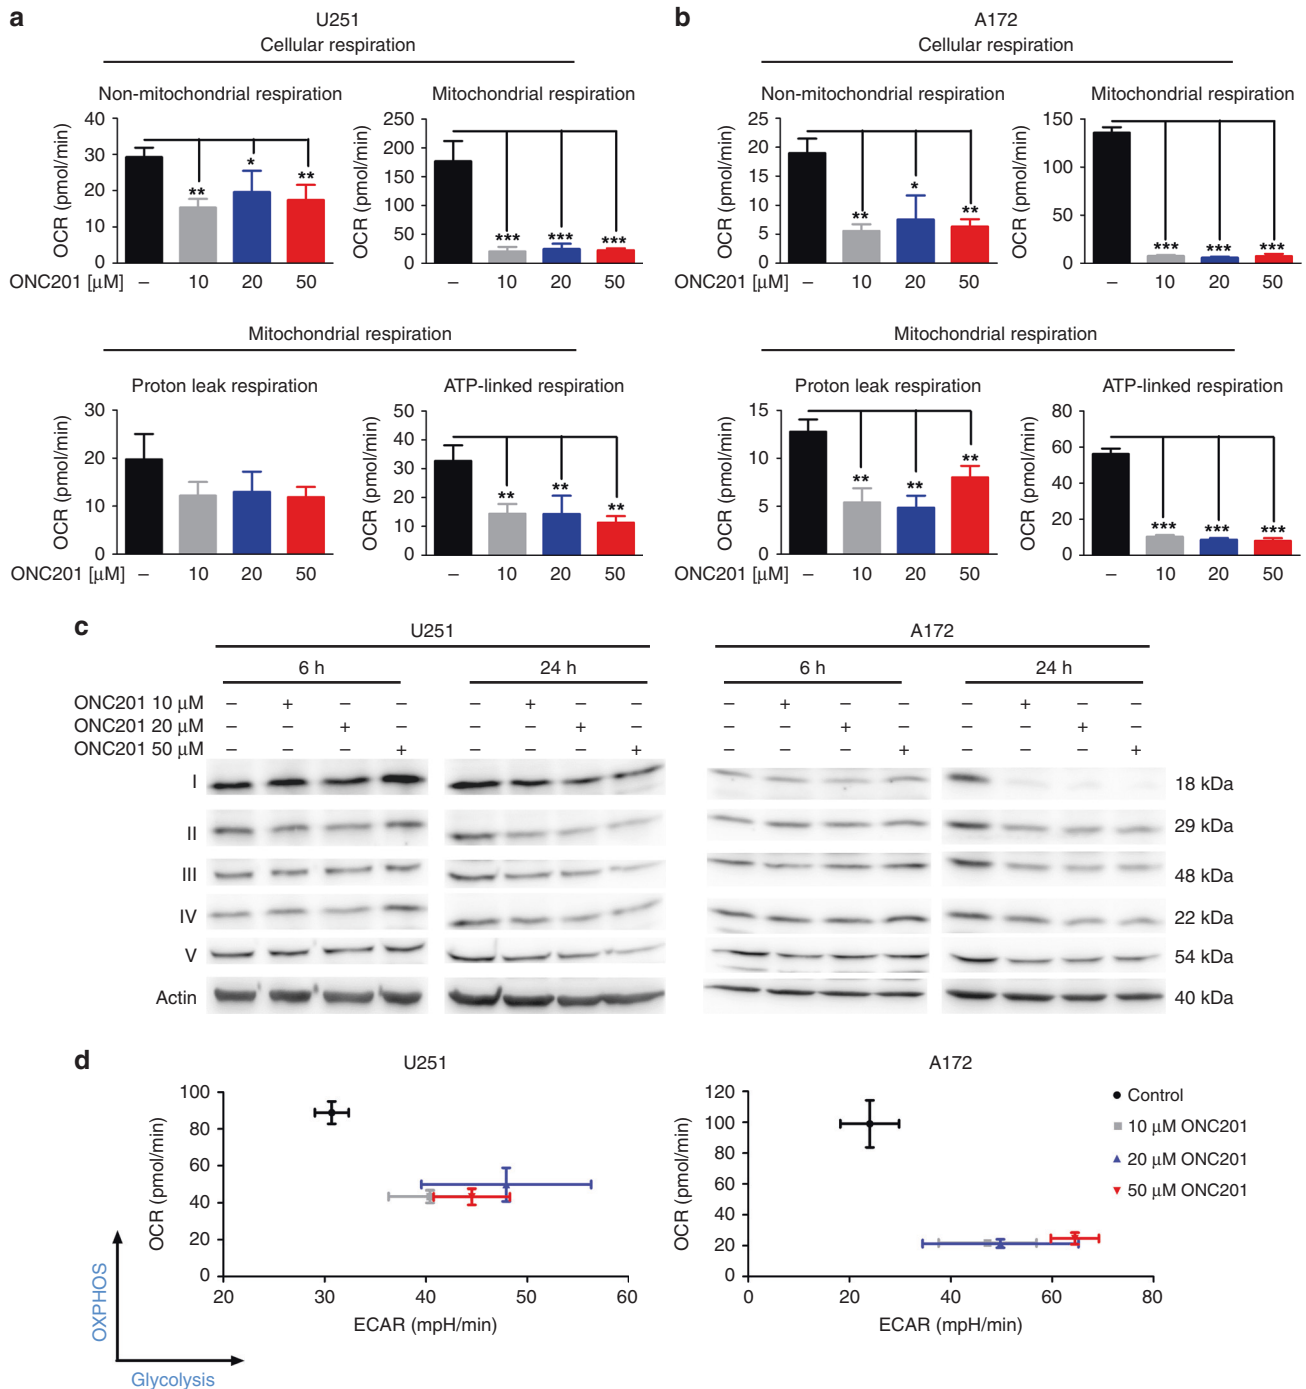 a
U251
Cellular respiration
Non-mitochondrial respiration
OCR (pmol/min)
40
30
20
10
0
** * **
ONC201 [μM] – 10 20 50
Mitochondrial respiration
OCR (pmol/min)
250
200
150
100
50
0
*** *** ***
– 10 20 50
Mitochondrial respiration
Proton leak respiration
OCR (pmol/min)
30
20
10
0
ONC201 [μM] – 10 20 50
ATP-linked respiration
OCR (pmol/min)
50
40
30
20
10
0
** ** **
– 10 20 50
b
A172
Cellular respiration
Non-mitochondrial respiration
OCR (pmol/min)
25
20
15
10
5
0
** * **
ONC201 [μM] – 10 20 50
Mitochondrial respiration
OCR (pmol/min)
150
100
50
0
*** *** ***
– 10 20 50
Mitochondrial respiration
Proton leak respiration
OCR (pmol/min)
15
10
5
0
** ** **
ONC201 [μM] – 10 20 50
ATP-linked respiration
OCR (pmol/min)
80
60
40
20
0
*** *** ***
– 10 20 50
c
U251 A172
6 h 24 h 6 h 24 h
ONC201 10 μM – + – – – + – – – + – – – + – –
ONC201 20 μM – – + – – – + – – – + – – – + –
ONC201 50 μM – – – + – – – + – – – + – – – +
I 18 kDa
II 29 kDa
III 48 kDa
IV 22 kDa
V 54 kDa
Actin 40 kDa
d
U251
OCR (pmol/min)
100
80
60
40
20
0
20 30 40 50 60
ECAR (mpH/min)
OXPHOS
Glycolysis
A172
OCR (pmol/min)
120
100
80
60
40
20
0
0 20 40 60 80
ECAR (mpH/min)
Control
10 μM ONC201
20 μM ONC201
50 μM ONC201